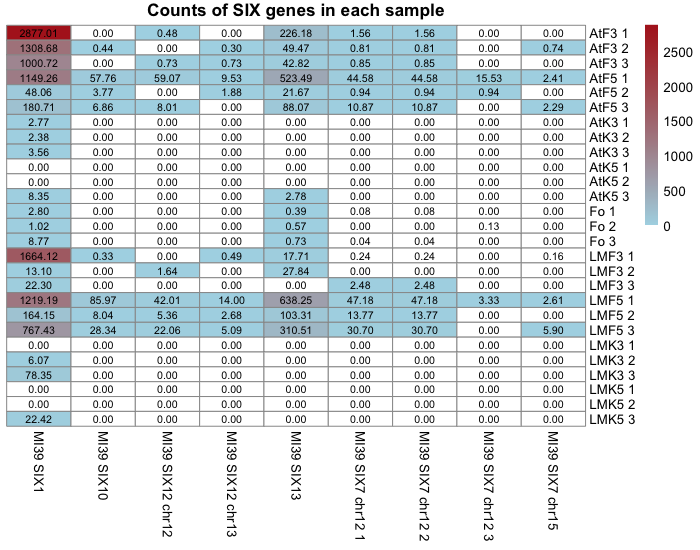 Counts of SIX genes in each sample
2877.01 0.00 0.48 0.00 226.18 1.56 1.56 0.00 0.00 AtF3 1
1308.68 0.44 0.00 0.30 49.47 0.81 0.81 0.00 0.74 AtF3 2
1000.72 0.00 0.73 0.73 42.82 0.85 0.85 0.00 0.00 AtF3 3
1149.26 57.76 59.07 9.53 523.49 44.58 44.58 15.53 2.41 AtF5 1
48.06 3.77 0.00 1.88 21.67 0.94 0.94 0.94 0.00 AtF5 2
180.71 6.86 8.01 0.00 88.07 10.87 10.87 0.00 2.29 AtF5 3
2.77 0.00 0.00 0.00 0.00 0.00 0.00 0.00 0.00 AtK3 1
2.38 0.00 0.00 0.00 0.00 0.00 0.00 0.00 0.00 AtK3 2
3.56 0.00 0.00 0.00 0.00 0.00 0.00 0.00 0.00 AtK3 3
0.00 0.00 0.00 0.00 0.00 0.00 0.00 0.00 0.00 AtK5 1
0.00 0.00 0.00 0.00 0.00 0.00 0.00 0.00 0.00 AtK5 2
8.35 0.00 0.00 0.00 2.78 0.00 0.00 0.00 0.00 AtK5 3
2.80 0.00 0.00 0.00 0.39 0.08 0.08 0.00 0.00 Fo 1
1.02 0.00 0.00 0.00 0.57 0.00 0.00 0.13 0.00 Fo 2
8.77 0.00 0.00 0.00 0.73 0.04 0.04 0.00 0.00 Fo 3
1664.12 0.33 0.00 0.49 17.71 0.24 0.24 0.00 0.16 LMF3 1
13.10 0.00 1.64 0.00 27.84 0.00 0.00 0.00 0.00 LMF3 2
22.30 0.00 0.00 0.00 0.00 2.48 2.48 0.00 0.00 LMF3 3
1219.19 85.97 42.01 14.00 638.25 47.18 47.18 3.33 2.61 LMF5 1
164.15 8.04 5.36 2.68 103.31 13.77 13.77 0.00 0.00 LMF5 2
767.43 28.34 22.06 5.09 310.51 30.70 30.70 0.00 5.90 LMF5 3
0.00 0.00 0.00 0.00 0.00 0.00 0.00 0.00 0.00 LMK3 1
6.07 0.00 0.00 0.00 0.00 0.00 0.00 0.00 0.00 LMK3 2
78.35 0.00 0.00 0.00 0.00 0.00 0.00 0.00 0.00 LMK3 3
0.00 0.00 0.00 0.00 0.00 0.00 0.00 0.00 0.00 LMK5 1
0.00 0.00 0.00 0.00 0.00 0.00 0.00 0.00 0.00 LMK5 2
22.42 0.00 0.00 0.00 0.00 0.00 0.00 0.00 0.00 LMK5 3
MI39 SIX1
MI39 SIX10
MI39 SIX12 chr12
MI39 SIX12 chr13
MI39 SIX13
MI39 SIX7 chr12 1
MI39 SIX7 chr12 2
MI39 SIX7 chr12 3
MI39 SIX7 chr15
2500
2000
1500
1000
500
0